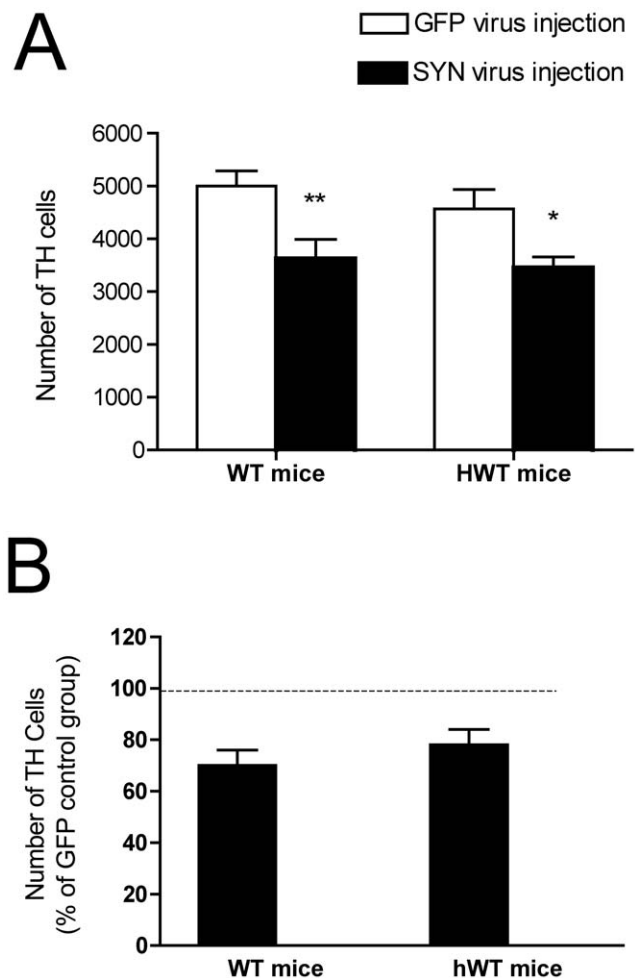 A
GFP virus injection
SYN virus injection
Number of TH cells
6000
5000
4000
3000
2000
1000
0
**
*
WT mice
HWT mice
B
Number of TH Cells
(% of GFP control group)
120
100
80
60
40
20
0
WT mice
hWT mice